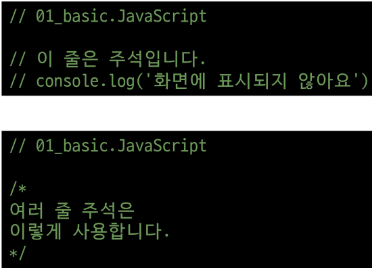 // 01_basic.JavaScript
// 이 줄은 주석입니다.
// console.log('화면에 표시되지 않아요')
// 01_basic.JavaScript
/*
여러 줄 주석은
이렇게 사용합니다.
*/